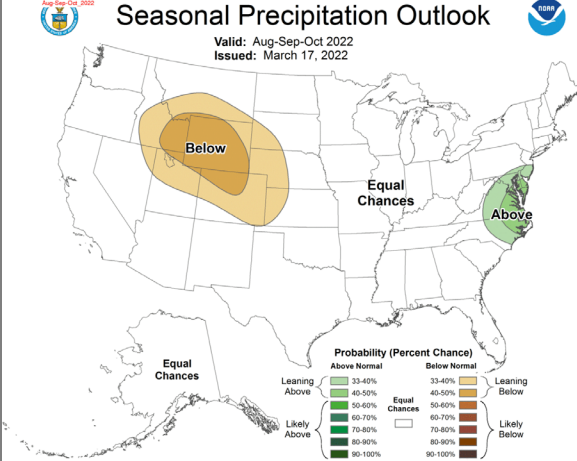 Aug-Sep-Oct 2022
Seasonal Precipitation Outlook
NOAA
Valid: Aug-Sep-Oct 2022
Issued: March 17, 2022
Below
Equal
Chances
Above
Equal
Chances
Probability (Percent Chance)
Above Normal
Below Normal
Leaning
Above
33-40%
40-50%
Likely
Above
50-60%
60-70%
70-80%
80-90%
90-100%
Equal
Chances
33-40%
40-50%
Leaning
Below
50-60%
60-70%
70-80%
80-90%
90-100%
Likely
Below